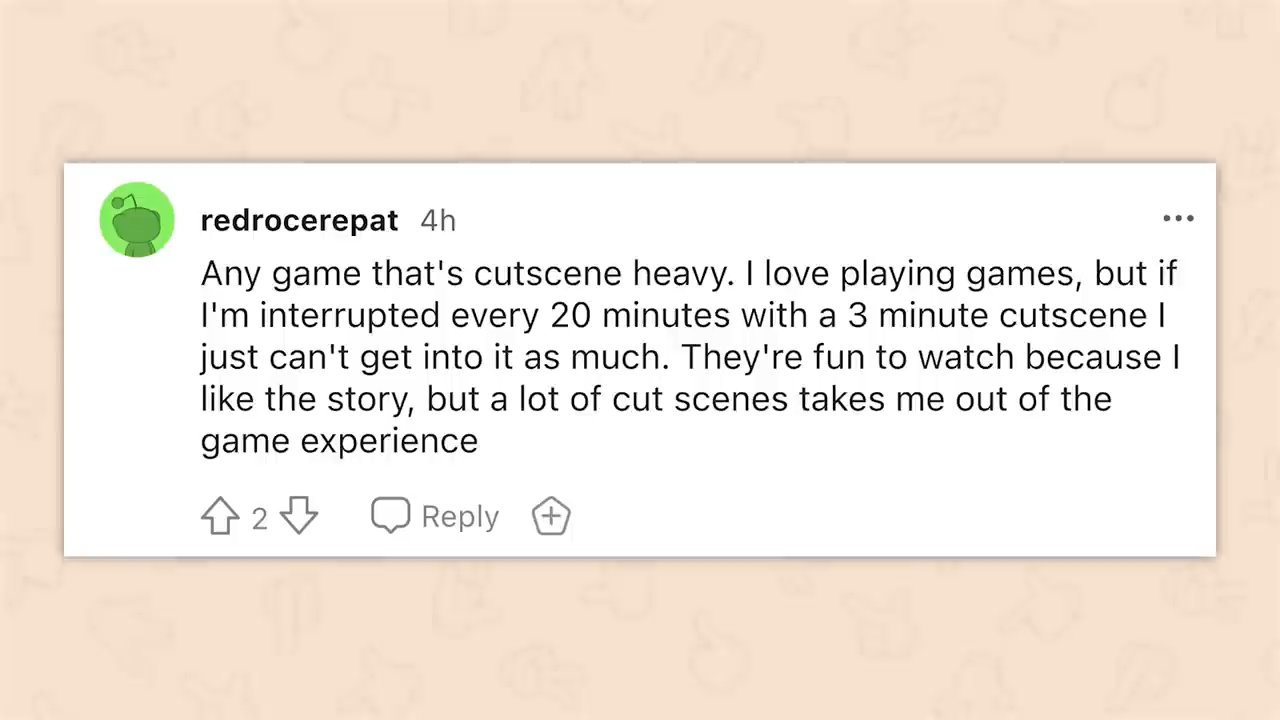 redrocerepat 4h
Any game that's cutscene heavy. I love playing games, but if
I'm interrupted every 20 minutes with a 3 minute cutscene I
just can't get into it as much. They're fun to watch because I
like the story, but a lot of cut scenes takes me out of the
game experience
2 Reply